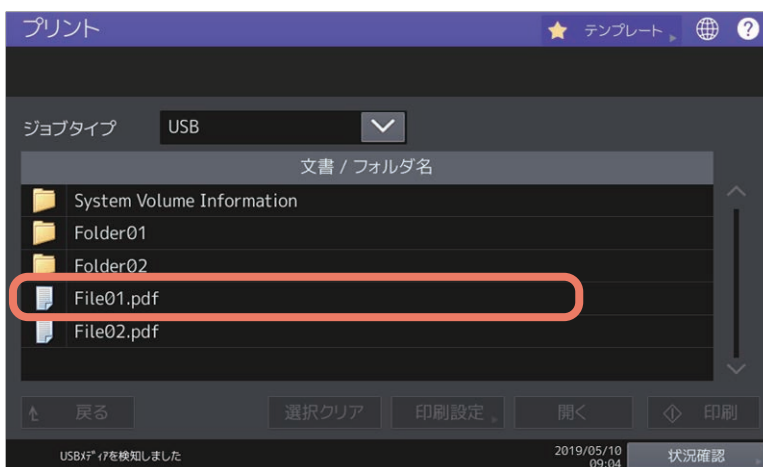 プリント
テンプレート
?
ジョブタイプ USB
文書 / フォルダ名
System Volume Information
Folder01
Folder02
File01.pdf
File02.pdf
戻る 選択クリア 印刷設定 開く 印刷
USBﾒﾃﾞｨｱを検知しました 2019/05/10 状況確認
09:04